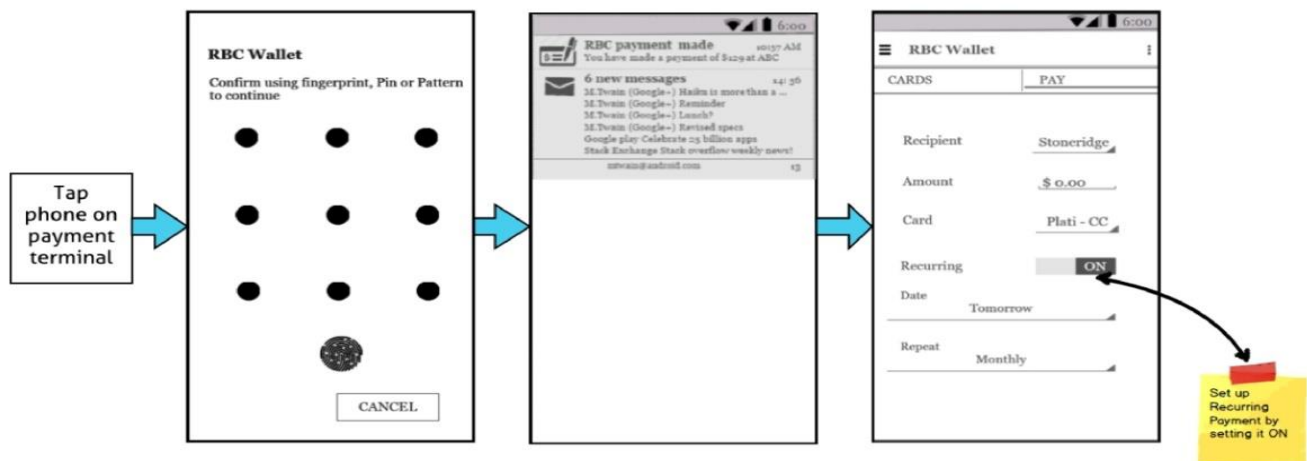 Tap
phone on
payment
terminal
RBC Wallet
Confirm using fingerprint, Pin or Pattern
to continue
CANCEL
6:00
RBC payment made 10:37 AM
You have made a payment of $129 at ABC
6 new messages 14:36
M.Twain (Google+) Haiku is more than a ...
M.Twain (Google+) Reminder
M.Twain (Google+) Lunch?
M.Twain (Google+) Revised specs
Google play Celebrate 25 billion apps
Stack Exchange Stack overflow weekly news!
mtwain@android.com 13
6:00
RBC Wallet
CARDS PAY
Recipient Stoneridge
Amount $ 0.00
Card Plati - CC
Recurring ON
Date
Tomorrow
Repeat
Monthly
Set up
Recurring
Payment by
setting it ON